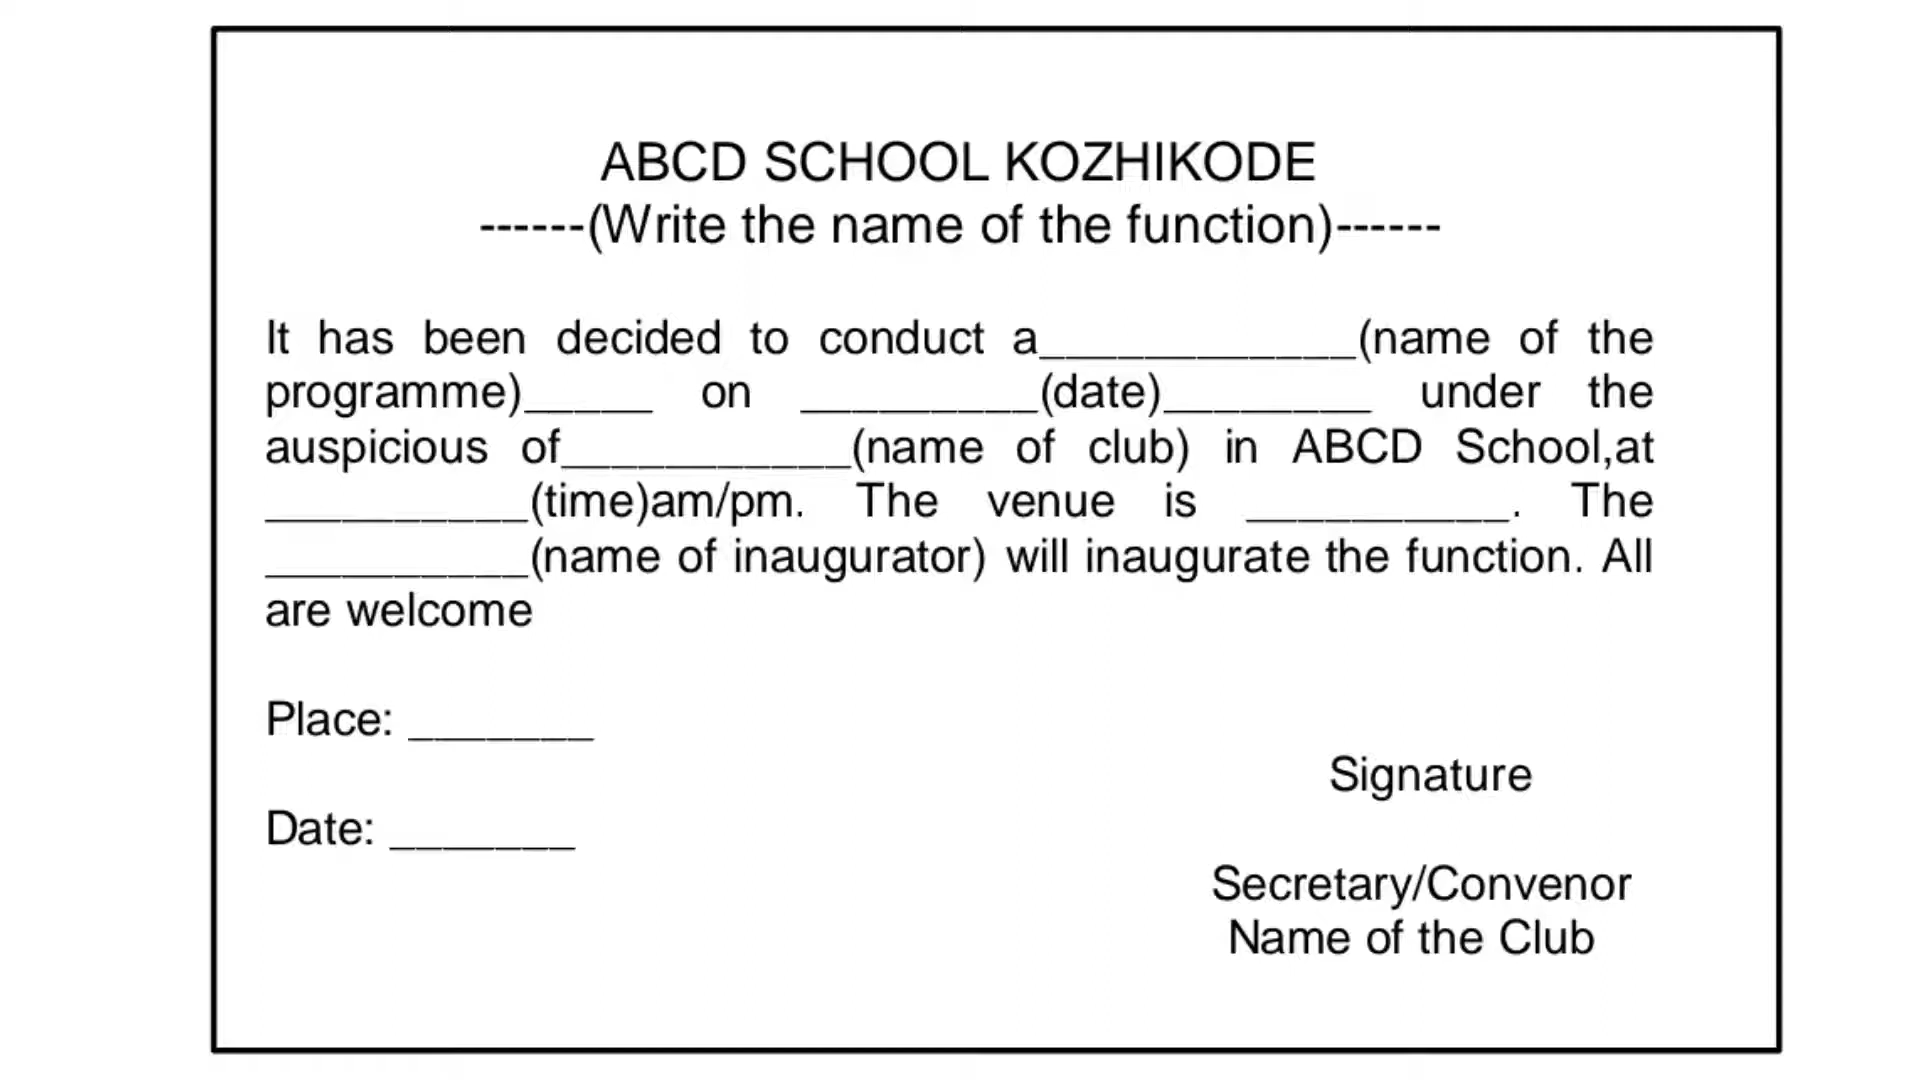 ABCD SCHOOL KOZHIKODE
------(Write the name of the function)------
It has been decided to conduct a____________(name of the
programme)_____ on _________(date)________ under the
auspicious of___________(name of club) in ABCD School,at
__________(time)am/pm. The venue is __________. The
__________(name of inaugurator) will inaugurate the function. All
are welcome
Place: _______
Signature
Date: _______
Secretary/Convenor
Name of the Club